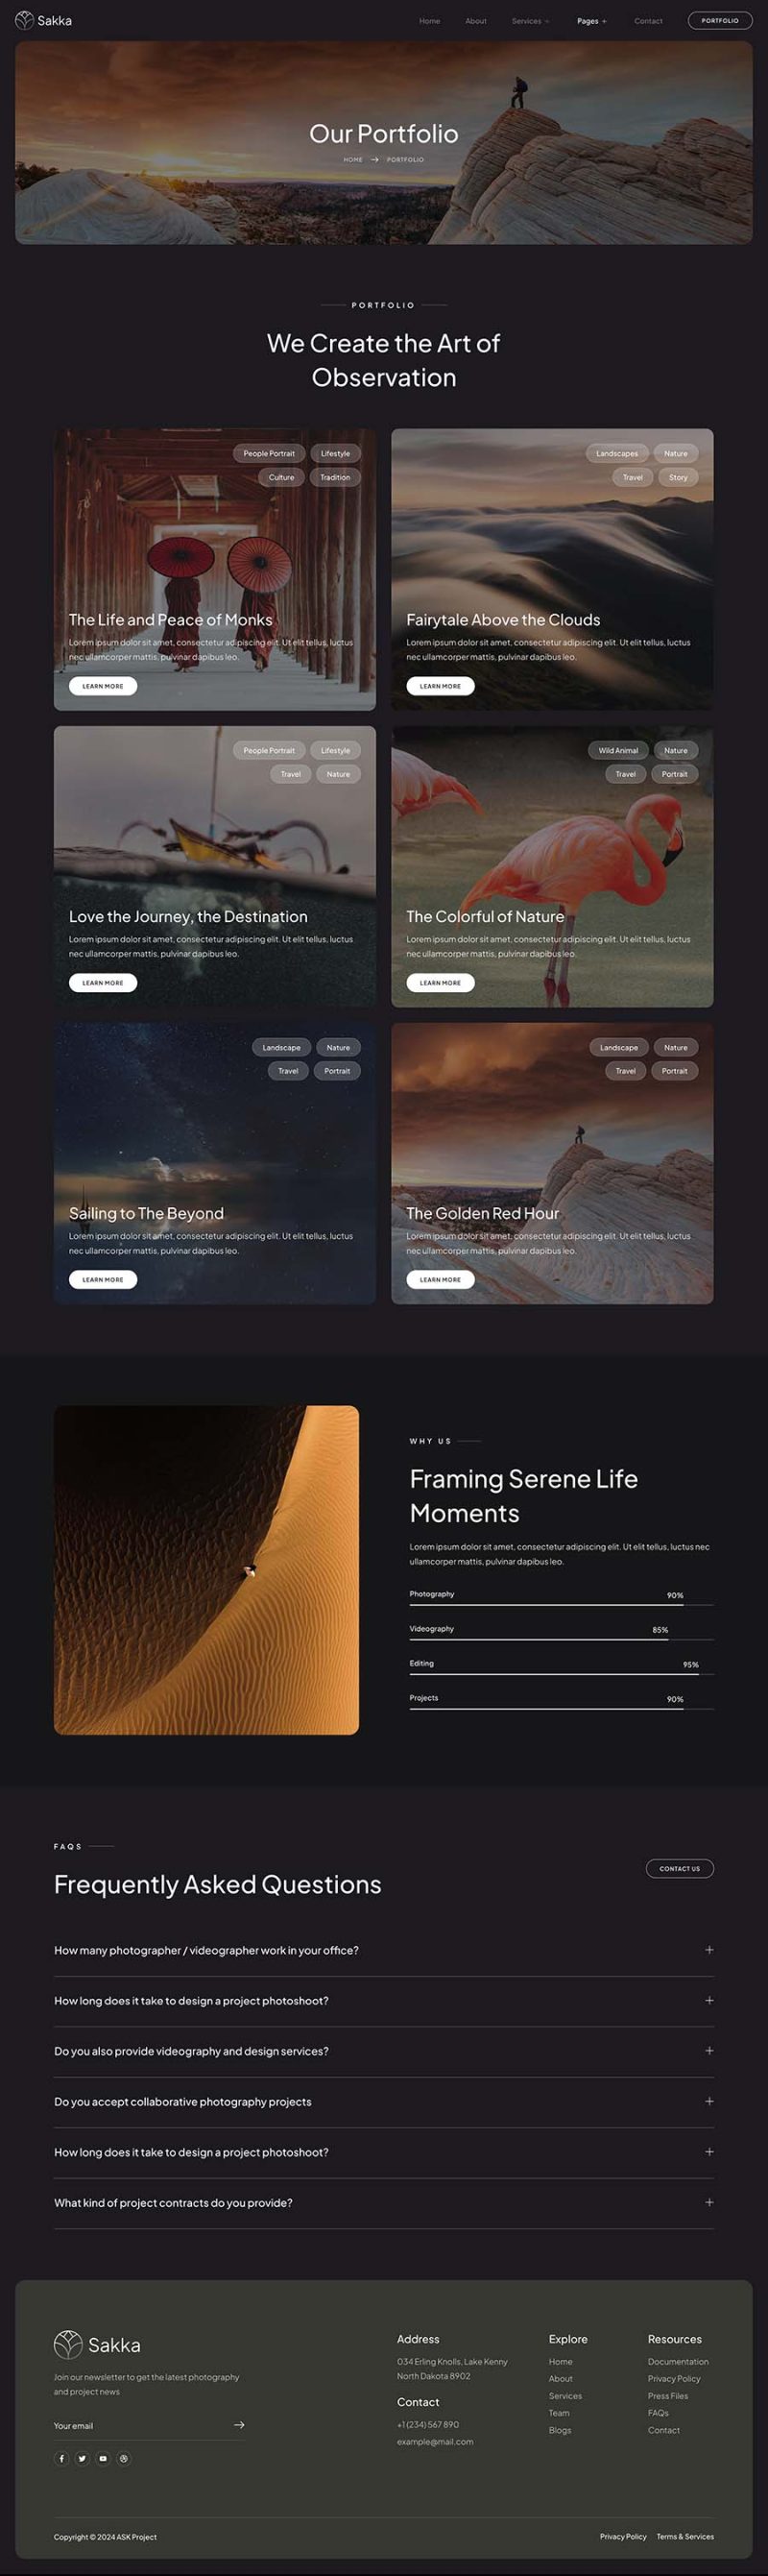 Sakka
Home About Services + Pages + Contact PORTFOLIO
Our Portfolio
HOME → PORTFOLIO
PORTFOLIO
We Create the Art of
Observation
People Portrait Lifestyle
Culture Tradition
The Life and Peace of Monks
Lorem ipsum dolor sit amet, consectetur adipiscing elit. Ut elit tellus, luctus
nec ullamcorper mattis, pulvinar dapibus leo.
LEARN MORE
Landscapes Nature
Travel Story
Fairytale Above the Clouds
Lorem ipsum dolor sit amet, consectetur adipiscing elit. Ut elit tellus, luctus
nec ullamcorper mattis, pulvinar dapibus leo.
LEARN MORE
People Portrait Lifestyle
Travel Nature
Love the Journey, the Destination
Lorem ipsum dolor sit amet, consectetur adipiscing elit. Ut elit tellus, luctus
nec ullamcorper mattis, pulvinar dapibus leo.
LEARN MORE
Wild Animal Nature
Travel Portrait
The Colorful of Nature
Lorem ipsum dolor sit amet, consectetur adipiscing elit. Ut elit tellus, luctus
nec ullamcorper mattis, pulvinar dapibus leo.
LEARN MORE
Landscape Nature
Travel Portrait
Sailing to The Beyond
Lorem ipsum dolor sit amet, consectetur adipiscing elit. Ut elit tellus, luctus
nec ullamcorper mattis, pulvinar dapibus leo.
LEARN MORE
Landscape Nature
Travel Portrait
The Golden Red Hour
Lorem ipsum dolor sit amet, consectetur adipiscing elit. Ut elit tellus, luctus
nec ullamcorper mattis, pulvinar dapibus leo.
LEARN MORE
WHY US
Framing Serene Life
Moments
Lorem ipsum dolor sit amet, consectetur adipiscing elit. Ut elit tellus, luctus nec
ullamcorper mattis, pulvinar dapibus leo.
Photography 90%
Videography 85%
Editing 95%
Projects 90%
FAQS
Frequently Asked Questions
CONTACT US
How many photographer / videographer work in your office? +
How long does it take to design a project photoshoot? +
Do you also provide videography and design services? +
Do you accept collaborative photography projects +
How long does it take to design a project photoshoot? +
What kind of project contracts do you provide? +
Sakka
Join our newsletter to get the latest photography
and project news
Your email →
Address
034 Erling Knolls, Lake Kenny
North Dakota 8902
Contact
+1 (234) 567 890
example@mail.com
Explore
Home
About
Services
Team
Blogs
Resources
Documentation
Privacy Policy
Press Files
FAQs
Contact
Copyright © 2024 ASK Project
Privacy Policy Terms & Services